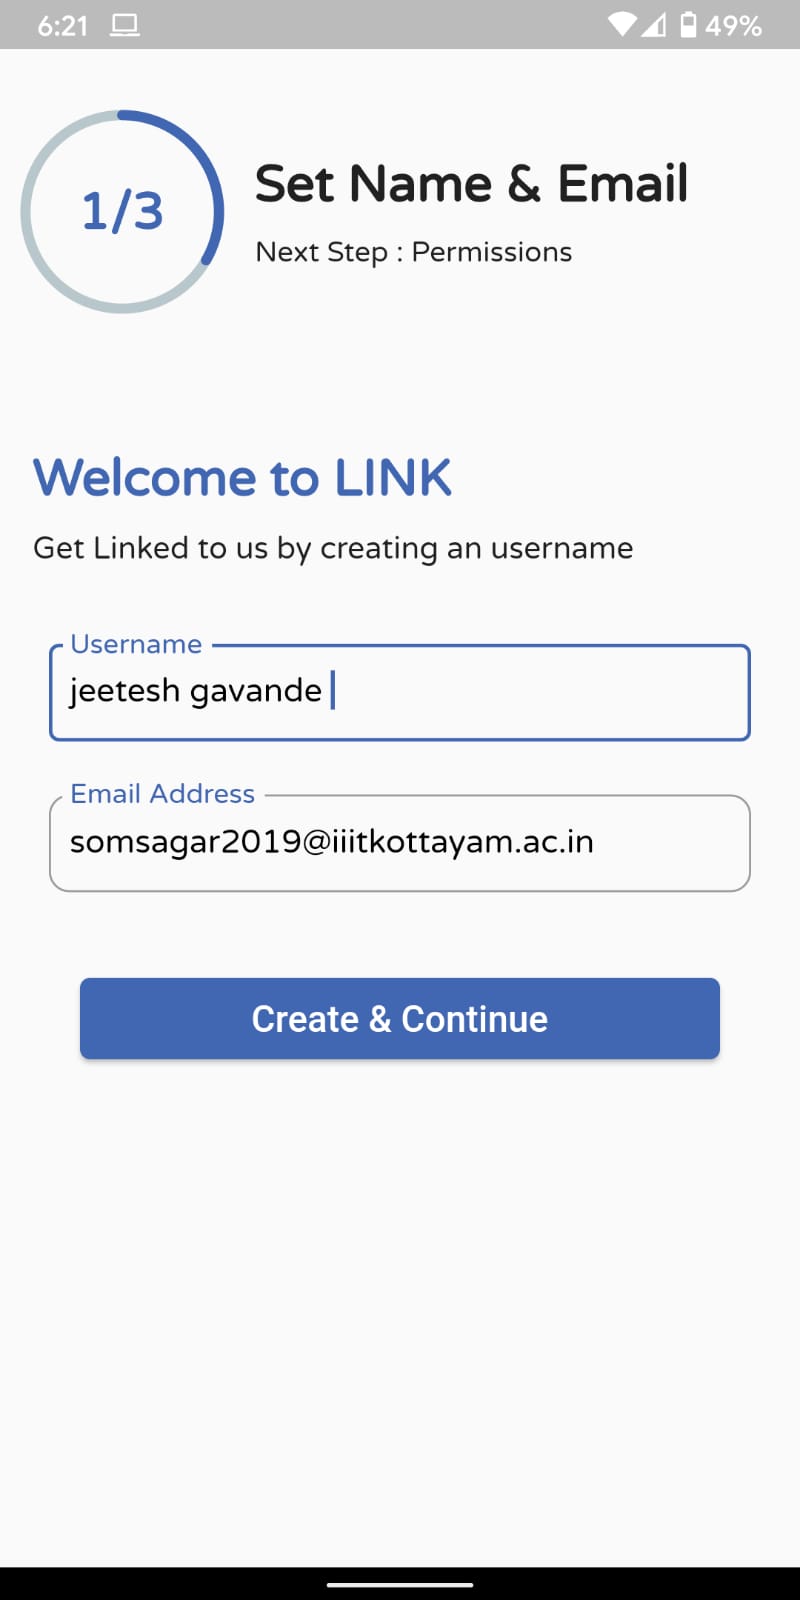 6:21
49%
1/3
Set Name & Email
Next Step : Permissions
Welcome to LINK
Get Linked to us by creating an username
Username
jeetesh gavande
Email Address
somsagar2019@iiitkottayam.ac.in
Create & Continue